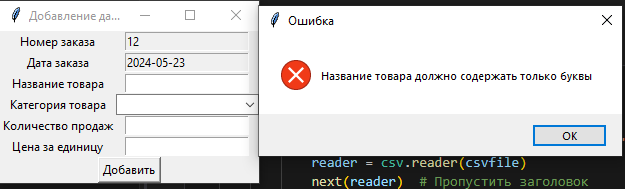 Добавление да...
Номер заказа 12
Дата заказа 2024-05-23
Название товара
Категория товара
Количество продаж
Цена за единицу
Добавить
Ошибка
Название товара должно содержать только буквы
OK
reader = csv.reader(csvfile)
next(reader) # Пропустить заголовок